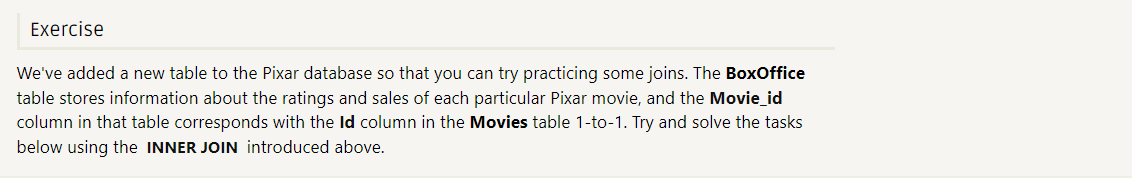 Exercise
We've added a new table to the Pixar database so that you can try practicing some joins. The BoxOffice
table stores information about the ratings and sales of each particular Pixar movie, and the Movie_id
column in that table corresponds with the Id column in the Movies table 1-to-1. Try and solve the tasks
below using the INNER JOIN introduced above.